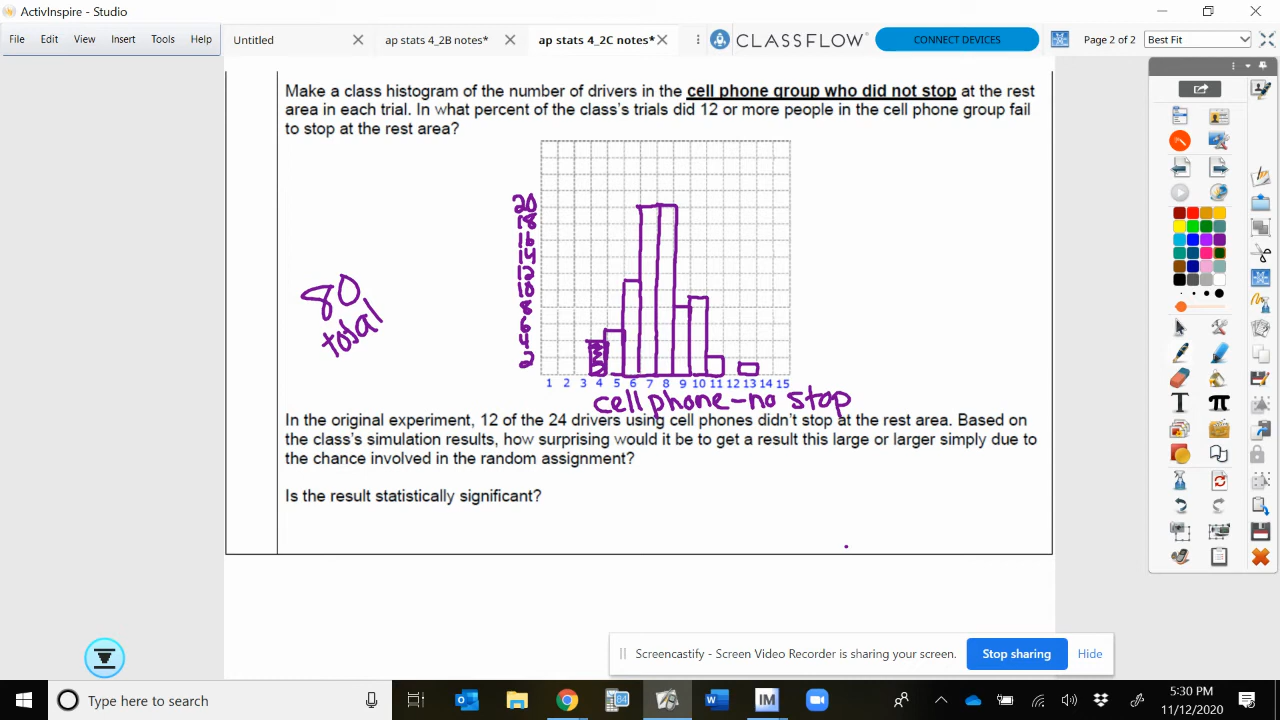 ActivInspire - Studio
File Edit View Insert Tools Help
Untitled
ap stats 4_2B notes*
ap stats 4_2C notes*
CLASSFLOW
CONNECT DEVICES
Page 2 of 2
Best Fit
Make a class histogram of the number of drivers in the cell phone group who did not stop at the rest
area in each trial. In what percent of the class's trials did 12 or more people in the cell phone group fail
to stop at the rest area?
20
80
total
2
1 2 3 4 5 6 7 8 9 10 11 12 13 14 15
cell phone - no stop
In the original experiment, 12 of the 24 drivers using cell phones didn't stop at the rest area. Based on
the class's simulation results, how surprising would it be to get a result this large or larger simply due to
the chance involved in the random assignment?
Is the result statistically significant?
Screencastify - Screen Video Recorder is sharing your screen.
Stop sharing
Hide
Type here to search
IM
5:30 PM
11/12/2020